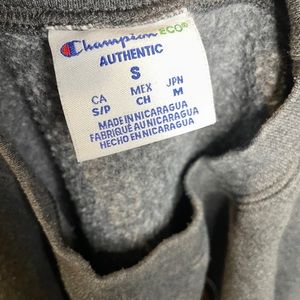 Champion ECO®
AUTHENTIC
S
CA MEX JPN
S/P CH M
MADE IN NICARAGUA
FABRIQUÉ AU NICARAGUA
HECHO EN NICARAGUA